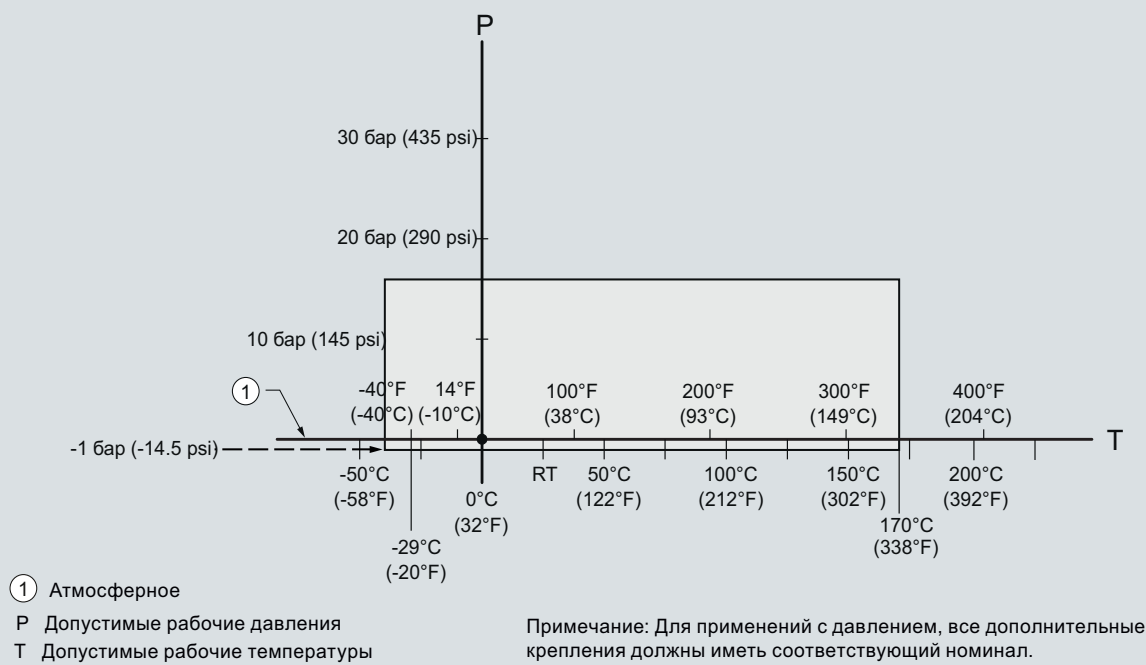 P
30 бар (435 psi)
20 бар (290 psi)
10 бар (145 psi)
1
-40°F 14°F 100°F 200°F 300°F 400°F
(-40°C) (-10°C) (38°C) (93°C) (149°C) (204°C)
T
-1 бар (-14.5 psi)
-50°C RT 50°C 100°C 150°C 200°C
(-58°F) (122°F) (212°F) (302°F) (392°F)
0°C
(32°F)
170°C
(338°F)
-29°C
(-20°F)
1 Атмосферное
P Допустимые рабочие давления
T Допустимые рабочие температуры
Примечание: Для применений с давлением, все дополнительные
крепления должны иметь соответствующий номинал.